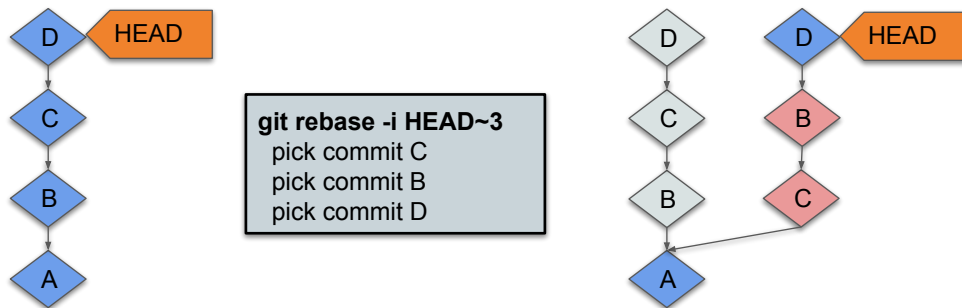 D
HEAD
C
B
A
git rebase -i HEAD~3
pick commit C
pick commit B
pick commit D
D
C
B
A
D
HEAD
B
C